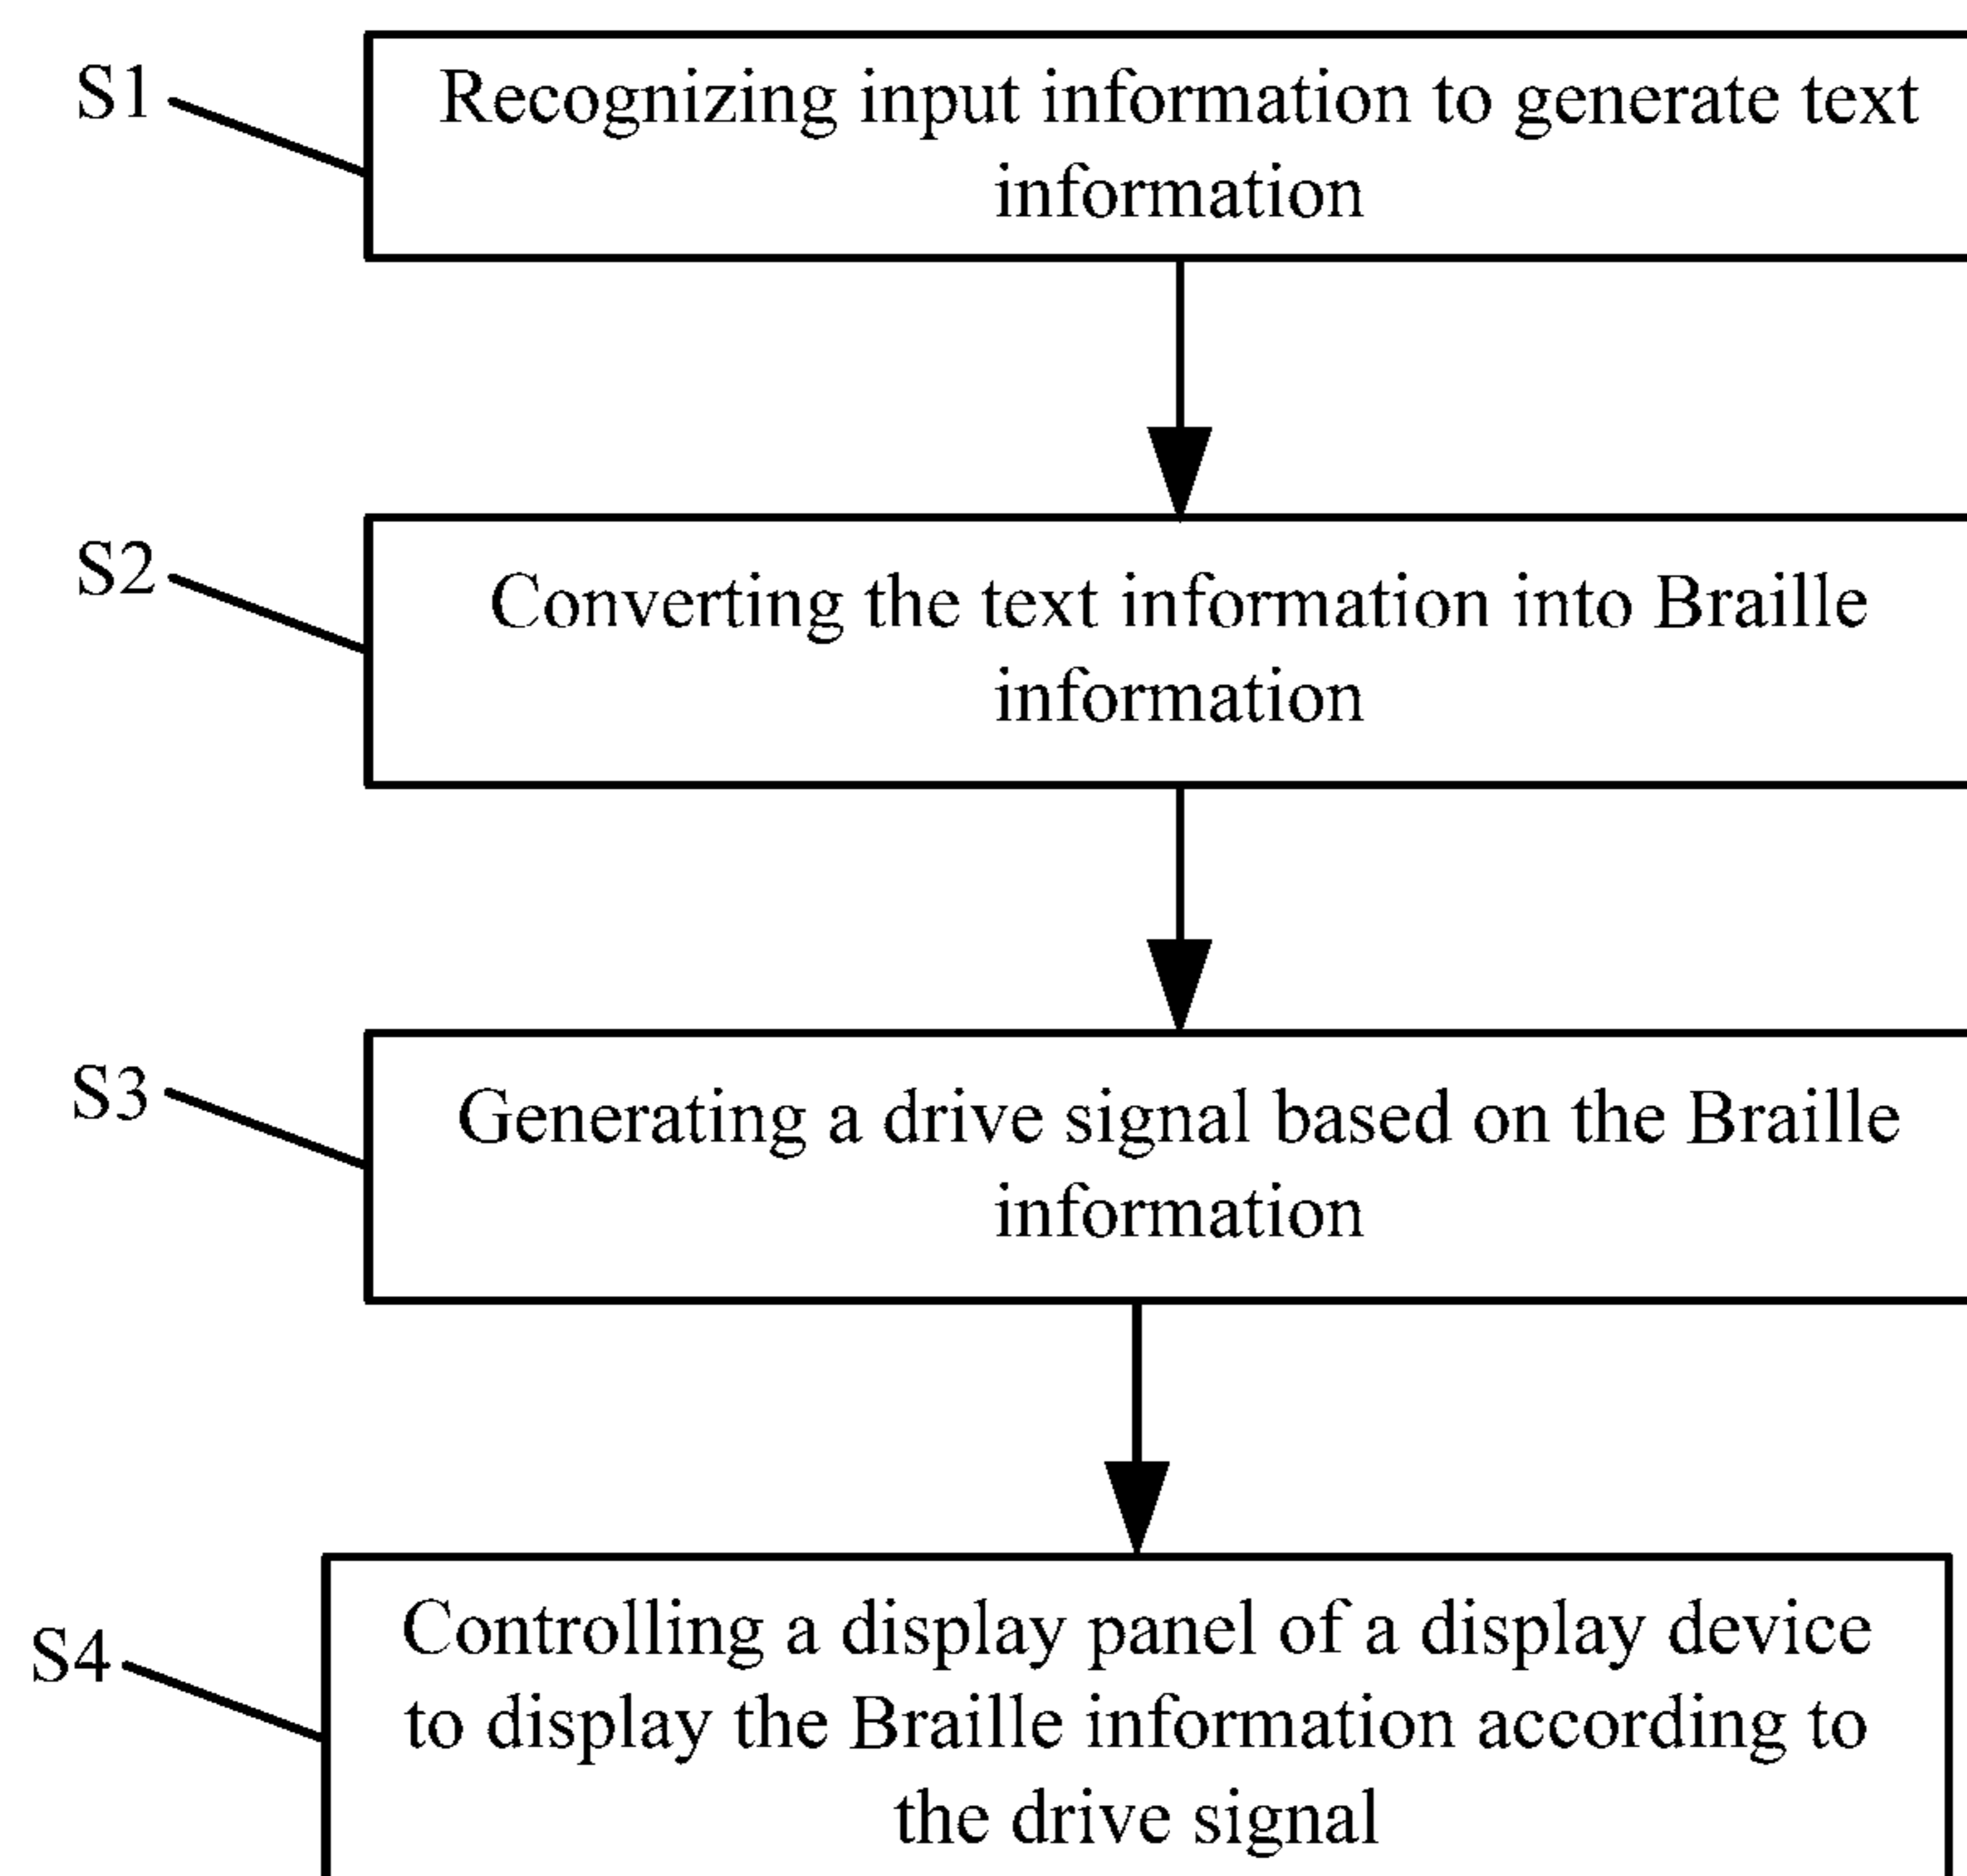 S1
Recognizing input information to generate text
information
S2
Converting the text information into Braille
information
S3
Generating a drive signal based on the Braille
information
S4
Controlling a display panel of a display device
to display the Braille information according to
the drive signal